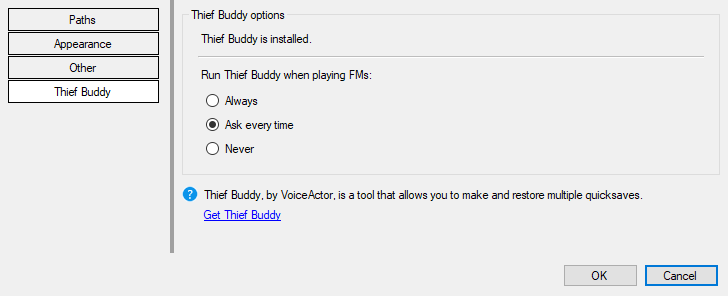 Paths
Appearance
Other
Thief Buddy
Thief Buddy options
Thief Buddy is installed.
Run Thief Buddy when playing FMs:
Always
Ask every time
Never
? Thief Buddy, by VoiceActor, is a tool that allows you to make and restore multiple quicksaves.
Get Thief Buddy
OK Cancel